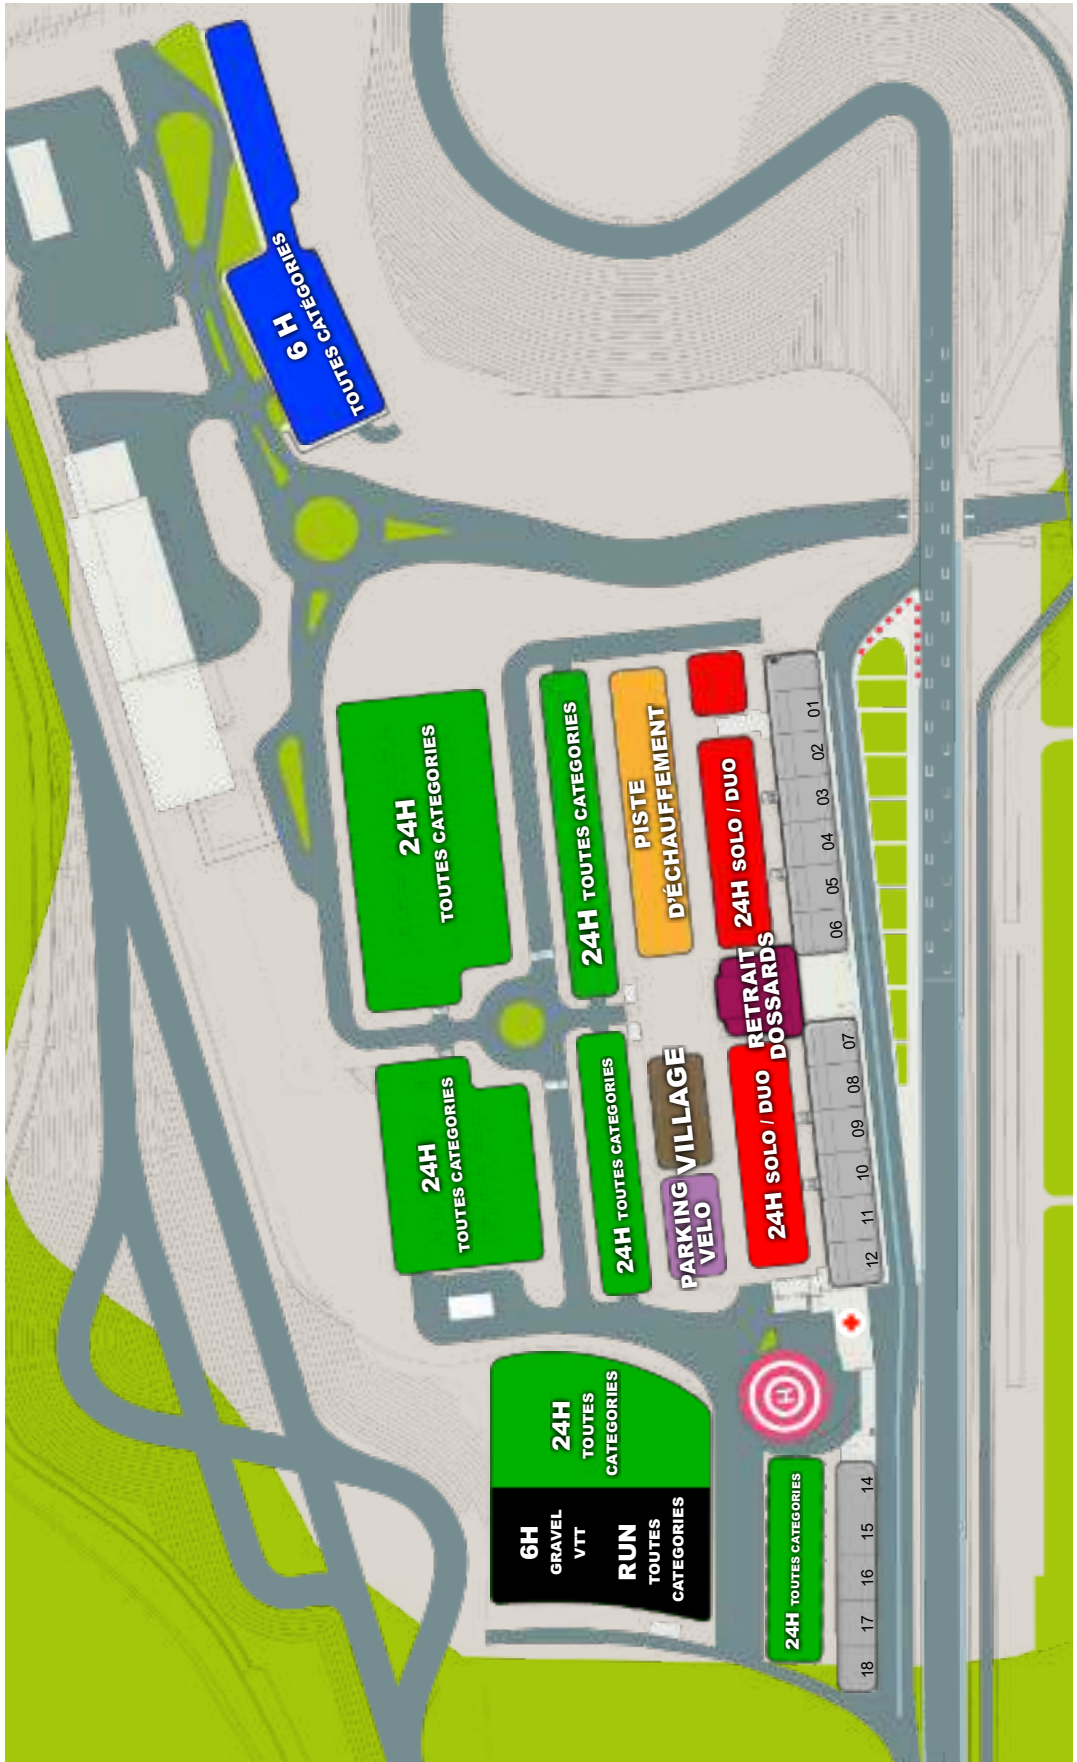 6 H
TOUTES CATÉGORIES
24H
TOUTES CATEGORIES
24H TOUTES CATEGORIES
PISTE
D'ÉCHAUFFEMENT
24H SOLO / DUO
01
02
03
04
05
06
RETRAIT
DOSSARDS
24H
TOUTES CATEGORIES
24H TOUTES CATEGORIES
VILLAGE
PARKING
VELO
24H SOLO / DUO
07
08
09
10
11
12
H
24H
TOUTES
CATEGORIES
6H
GRAVEL
VTT
RUN
TOUTES
CATEGORIES
24H TOUTES CATEGORIES
14
15
16
17
18